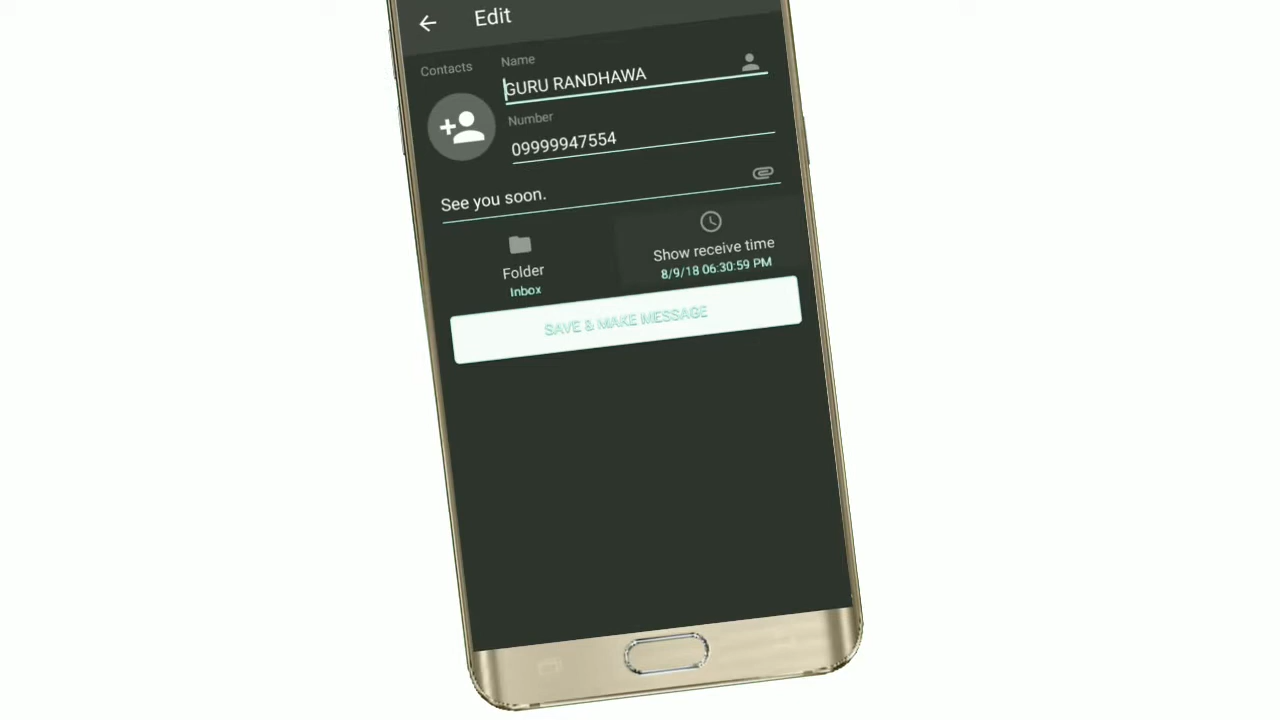 Edit
Contacts
Name
GURU RANDHAWA
Number
09999947554
See you soon.
Folder
Inbox
Show receive time
8/9/18 06:30:59 PM
SAVE & MAKE MESSAGE